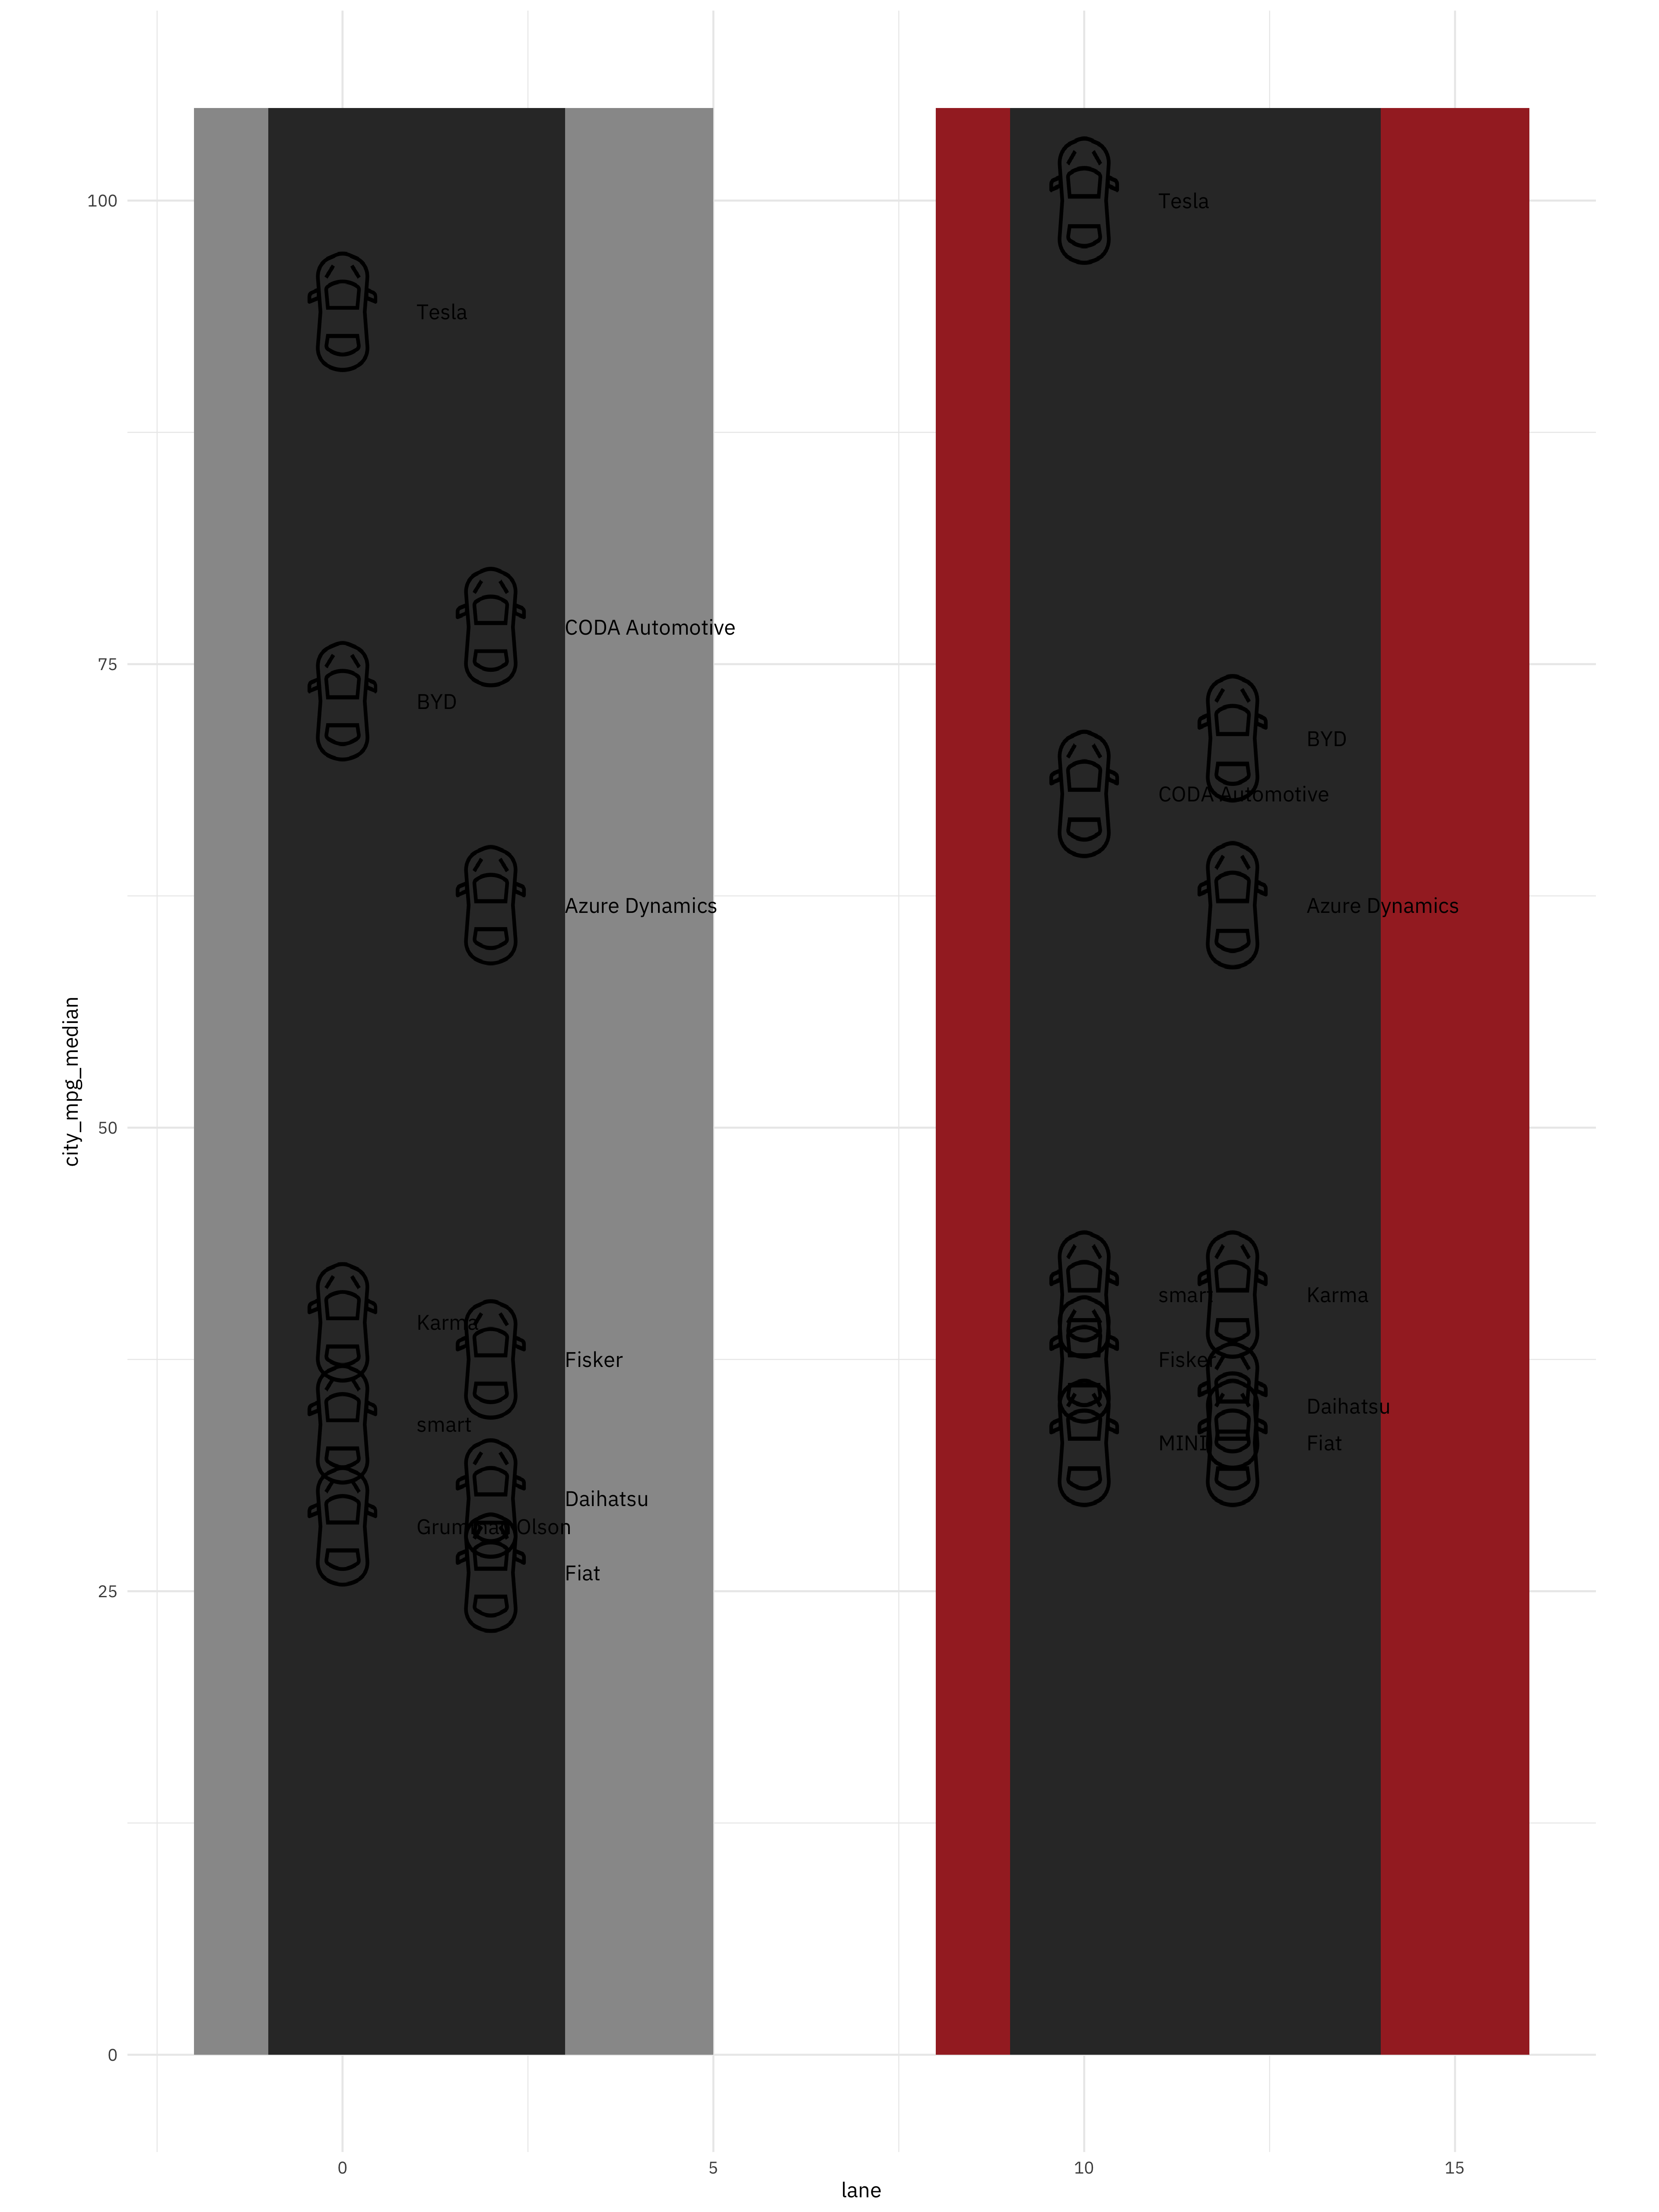 100
75
50
25
0
city_mpg_median
Tesla
CODA Automotive
BYD
Azure Dynamics
Karma
Fisker
smart
Daihatsu
Grumman Olson
Fiat
Tesla
BYD
CODA Automotive
Azure Dynamics
smart
Karma
Fisker
Daihatsu
MINI
Fiat
0
5
10
15
lane